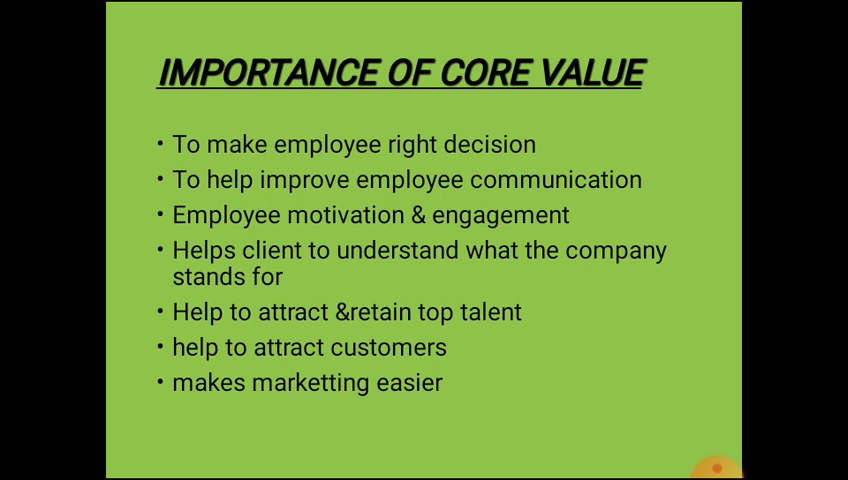 IMPORTANCE OF CORE VALUE
• To make employee right decision
• To help improve employee communication
• Employee motivation & engagement
• Helps client to understand what the company
stands for
• Help to attract &retain top talent
• help to attract customers
• makes marketting easier